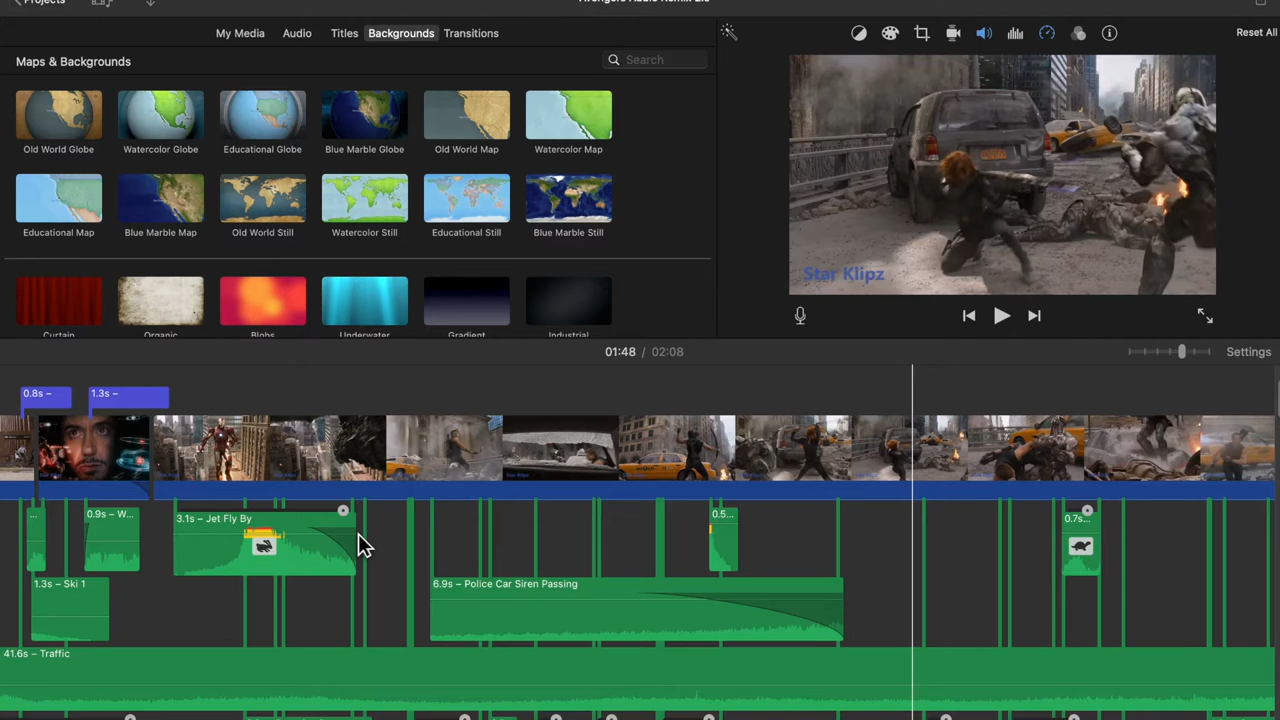 Projects
Avengers Audio Remix 2.0
My Media
Audio
Titles
Backgrounds
Transitions
Reset All
Maps & Backgrounds
Search
Old World Globe
Watercolor Globe
Educational Globe
Blue Marble Globe
Old World Map
Watercolor Map
Educational Map
Blue Marble Map
Old World Still
Watercolor Still
Educational Still
Blue Marble Still
Curtain
Organic
Blobs
Underwater
Gradient
Industrial
Star Klipz
01:48 / 02:08
Settings
0.8s –
1.3s –
...
0.9s – W...
3.1s – Jet Fly By
0.5...
0.7s...
1.3s – Ski 1
6.9s – Police Car Siren Passing
41.6s – Traffic